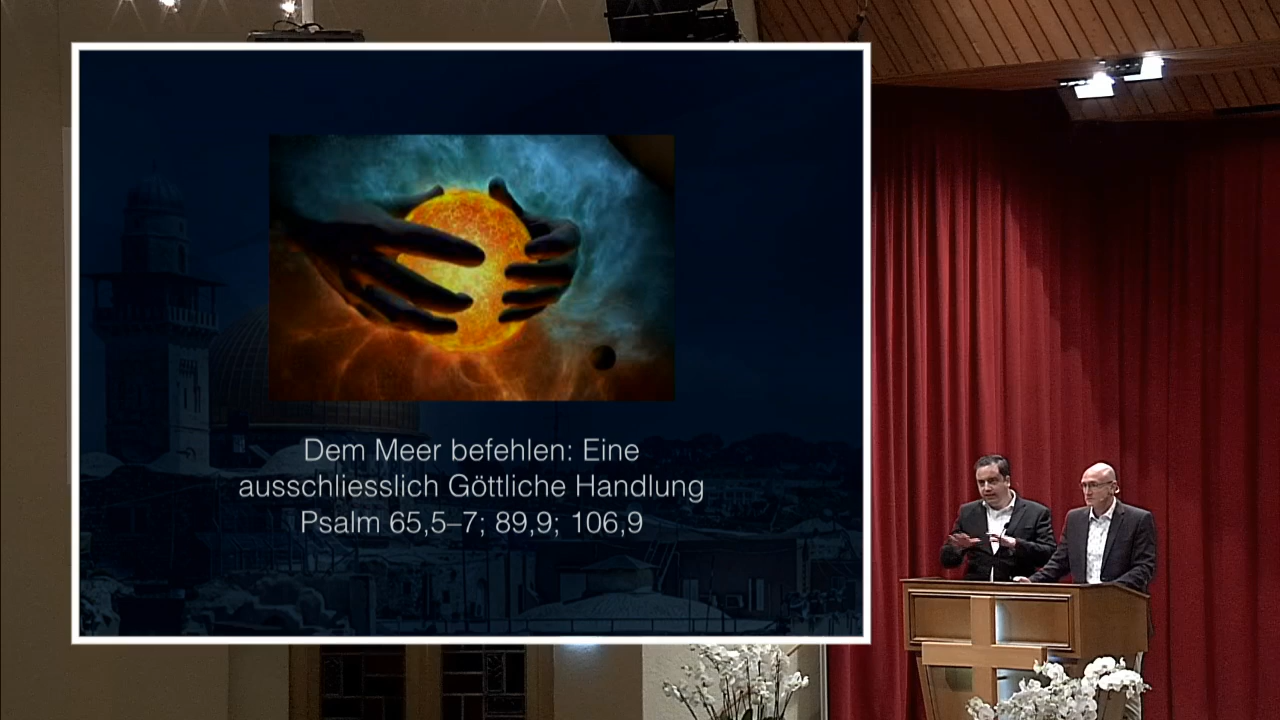 Dem Meer befehlen: Eine
ausschliesslich Göttliche Handlung
Psalm 65,5–7; 89,9; 106,9